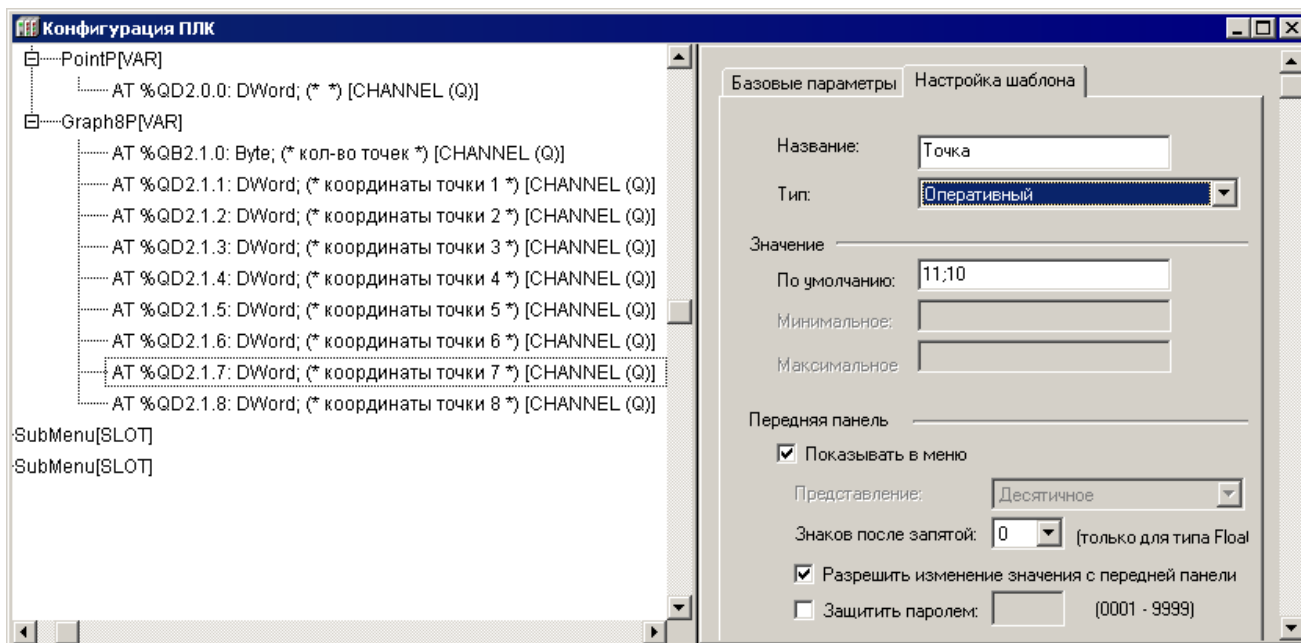 Конфигурация ПЛК
PointP[VAR]
AT %QD2.0.0: DWord; (* *) [CHANNEL (Q)]
Graph8P[VAR]
AT %QB2.1.0: Byte; (* кол-во точек *) [CHANNEL (Q)]
AT %QD2.1.1: DWord; (* координаты точки 1 *) [CHANNEL (Q)]
AT %QD2.1.2: DWord; (* координаты точки 2 *) [CHANNEL (Q)]
AT %QD2.1.3: DWord; (* координаты точки 3 *) [CHANNEL (Q)]
AT %QD2.1.4: DWord; (* координаты точки 4 *) [CHANNEL (Q)]
AT %QD2.1.5: DWord; (* координаты точки 5 *) [CHANNEL (Q)]
AT %QD2.1.6: DWord; (* координаты точки 6 *) [CHANNEL (Q)]
AT %QD2.1.7: DWord; (* координаты точки 7 *) [CHANNEL (Q)]
AT %QD2.1.8: DWord; (* координаты точки 8 *) [CHANNEL (Q)]
SubMenu[SLOT]
SubMenu[SLOT]
Базовые параметры Настройка шаблона
Название: Точка
Тип: Оперативный
Значение
По умолчанию: 11;10
Минимальное:
Максимальное
Передняя панель
Показывать в меню
Представление: Десятичное
Знаков после запятой: 0 (только для типа Float
Разрешить изменение значения с передней панели
Защитить паролем: (0001 - 9999)